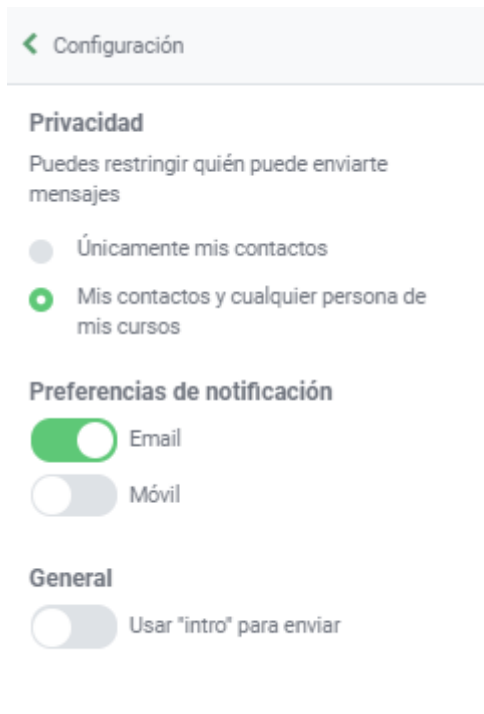 Configuración
Privacidad
Puedes restringir quién puede enviarte
mensajes
Únicamente mis contactos
Mis contactos y cualquier persona de
mis cursos
Preferencias de notificación
Email
Móvil
General
Usar "intro" para enviar